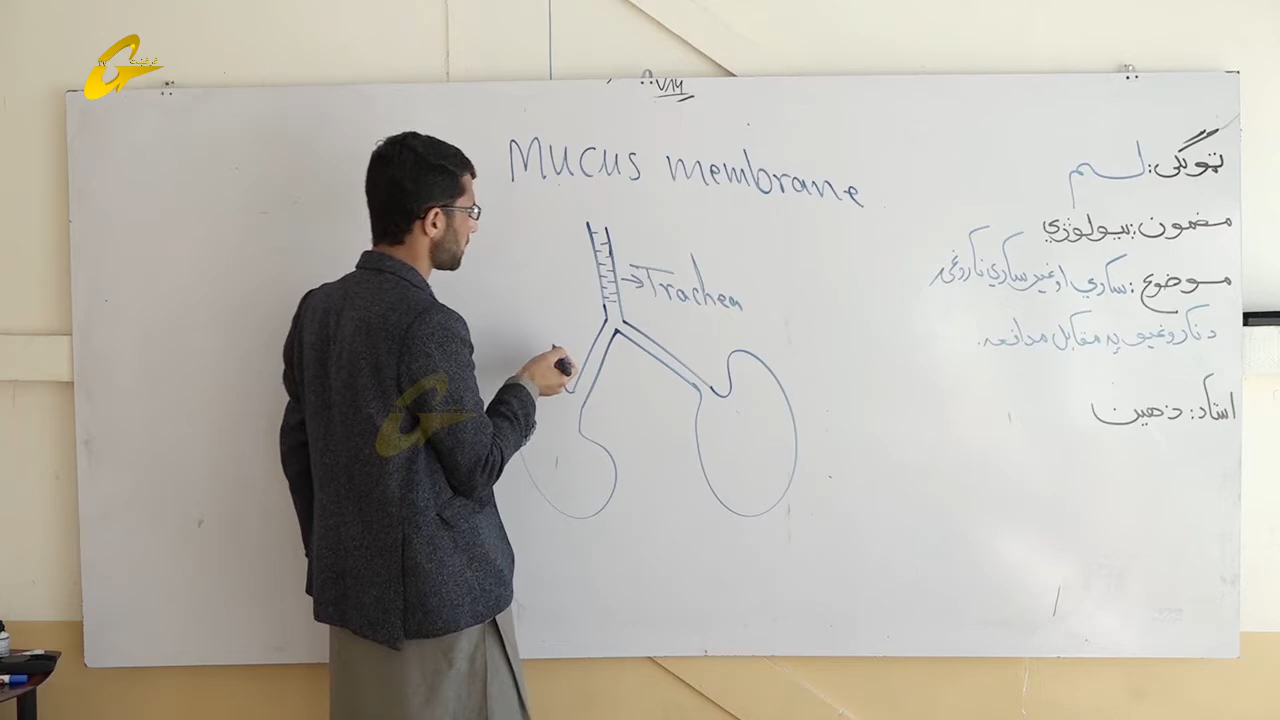 Mucus membrane
Trachea
ټولګی: لسم
مضمون: بیولوژي
موضوع: ساري او غیر ساري ناروغۍ
د ناروغیو په مقابل مدافعه.
استاد: ذهین